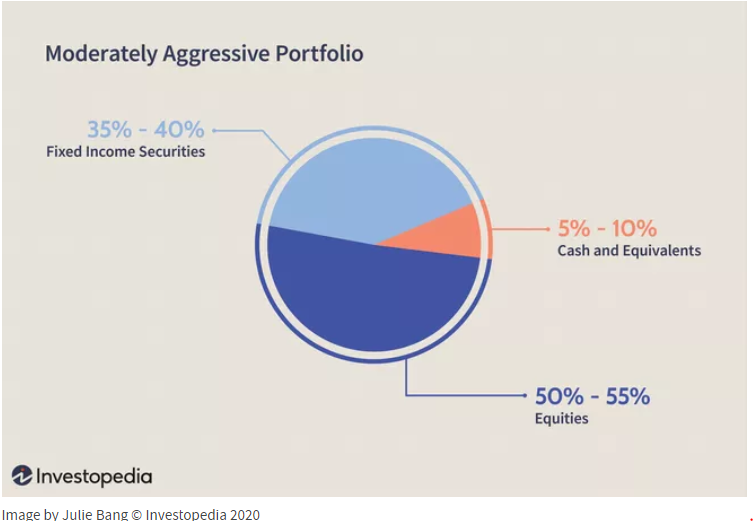 Moderately Aggressive Portfolio
35% - 40%
Fixed Income Securities
5% - 10%
Cash and Equivalents
50% - 55%
Equities
Investopedia
Image by Julie Bang © Investopedia 2020